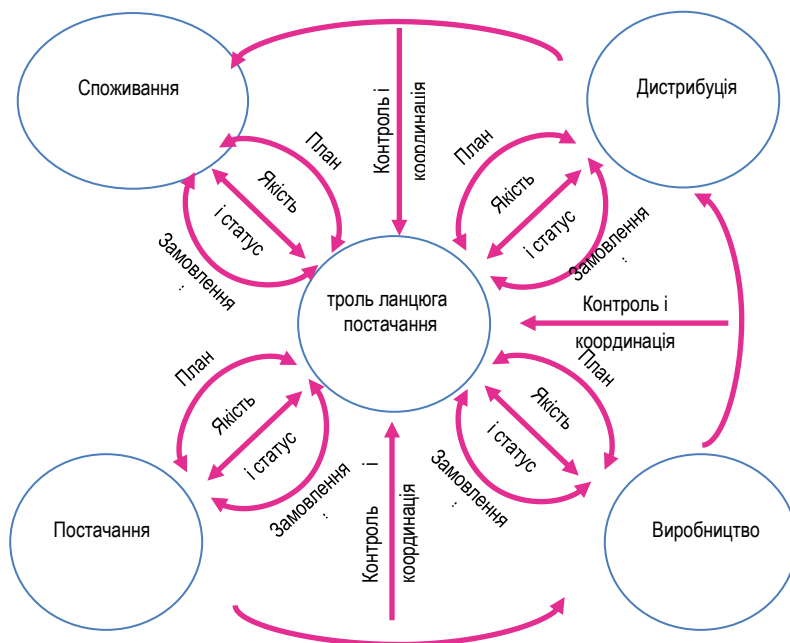 Споживання
Дистрибуція
Контроль і
координація
План
Якість
і статус
Замовлення
План
Якість
і статус
Замовлення
троль ланцюга
постачання
Контроль і
координація
План
Якість
і статус
Замовлення
План
Якість
і статус
Замовлення
Контроль і
координація
Постачання
Виробництво